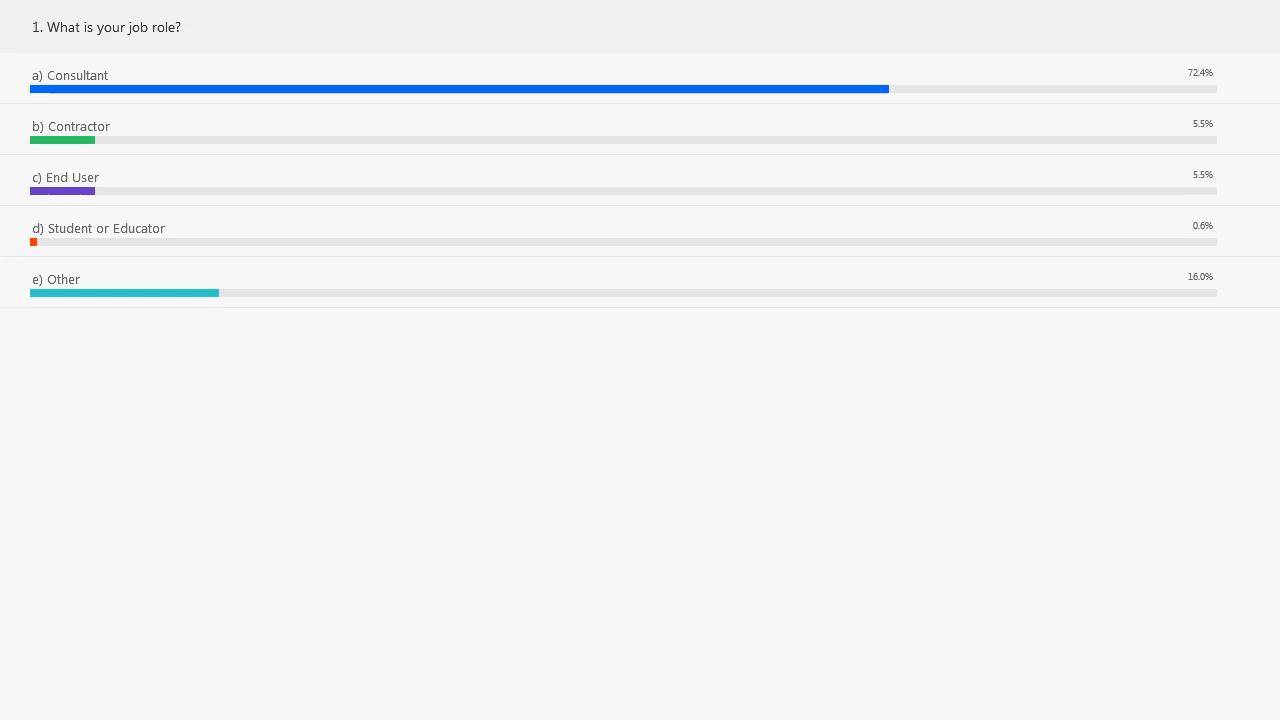 1. What is your job role?
a) Consultant
72.4%
b) Contractor
5.5%
c) End User
5.5%
d) Student or Educator
0.6%
e) Other
16.0%